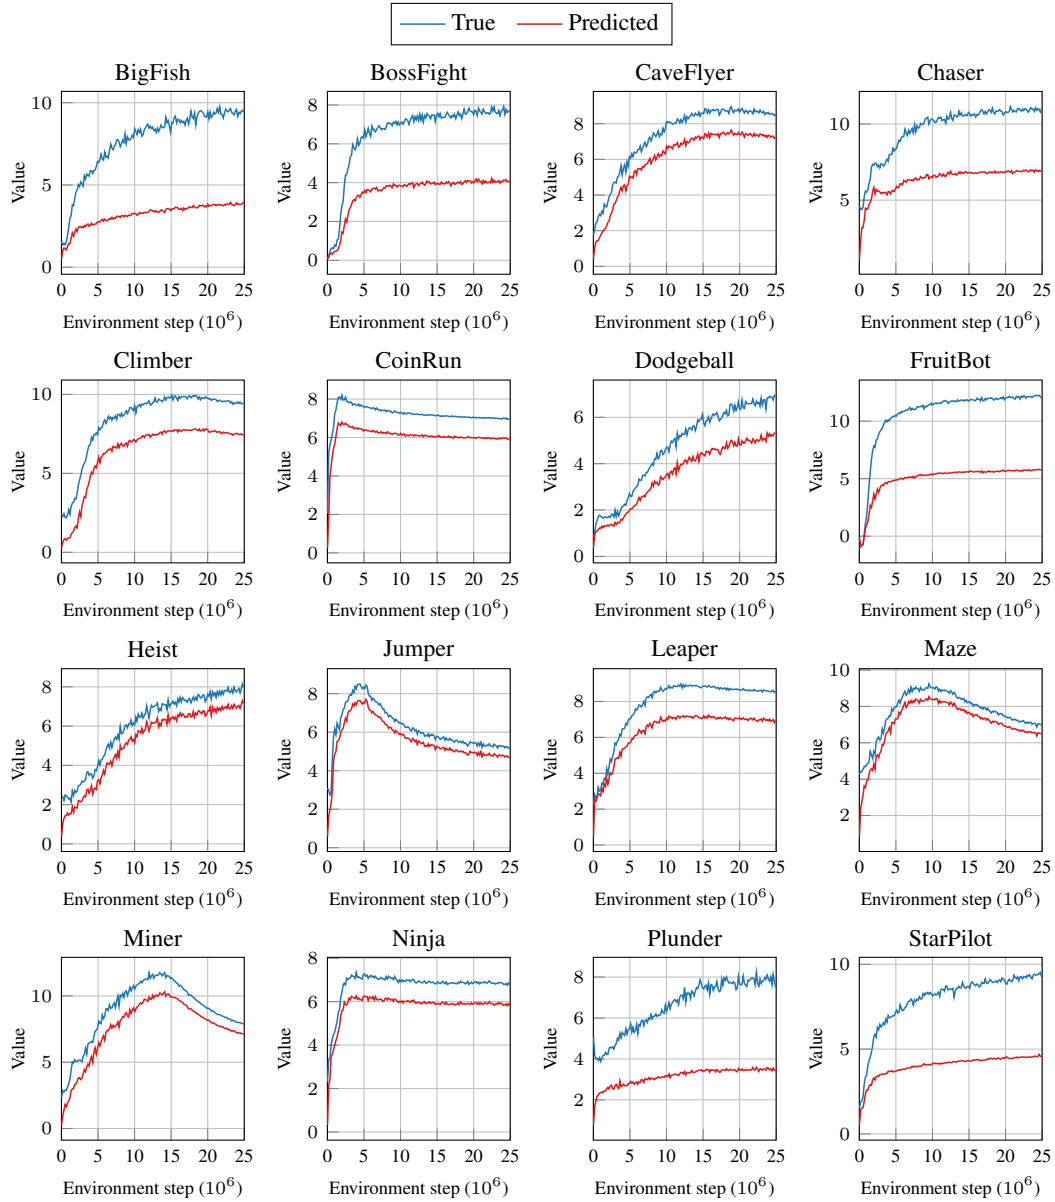 True Predicted
BigFish BossFight CaveFlyer Chaser
10 8 8 10
5 6 6 5
0 4 4
2 2
0 0
Value Value Value Value
0 5 10 15 20 25 0 5 10 15 20 25 0 5 10 15 20 25 0 5 10 15 20 25
Environment step (10^6) Environment step (10^6) Environment step (10^6) Environment step (10^6)
Climber CoinRun Dodgeball FruitBot
10 8 6 10
5 6 4 5
0 4 2 0
2 0
0
Value Value Value Value
0 5 10 15 20 25 0 5 10 15 20 25 0 5 10 15 20 25 0 5 10 15 20 25
Environment step (10^6) Environment step (10^6) Environment step (10^6) Environment step (10^6)
Heist Jumper Leaper Maze
8 8 8 10
6 6 6 8
4 4 4 6
2 2 2 4
0 0 0 2
Value Value Value Value
0 5 10 15 20 25 0 5 10 15 20 25 0 5 10 15 20 25 0 5 10 15 20 25
Environment step (10^6) Environment step (10^6) Environment step (10^6) Environment step (10^6)
Miner Ninja Plunder StarPilot
10 8 8 10
5 6 6 5
0 4 4 0
2 2
0
Value Value Value Value
0 5 10 15 20 25 0 5 10 15 20 25 0 5 10 15 20 25 0 5 10 15 20 25
Environment step (10^6) Environment step (10^6) Environment step (10^6) Environment step (10^6)